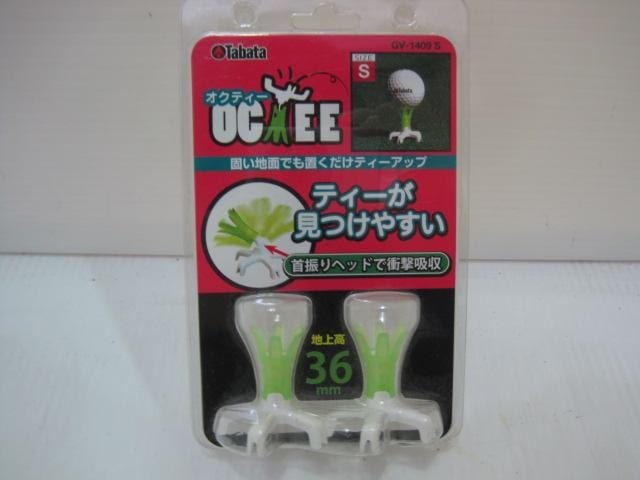 Tabata
GV-1409 S
SIZE
S
Tabata
オクティー
OCTEE
固い地面でも置くだけティーアップ
ティーが
見つけやすい
首振りヘッドで衝撃吸収
地上高
36
mm